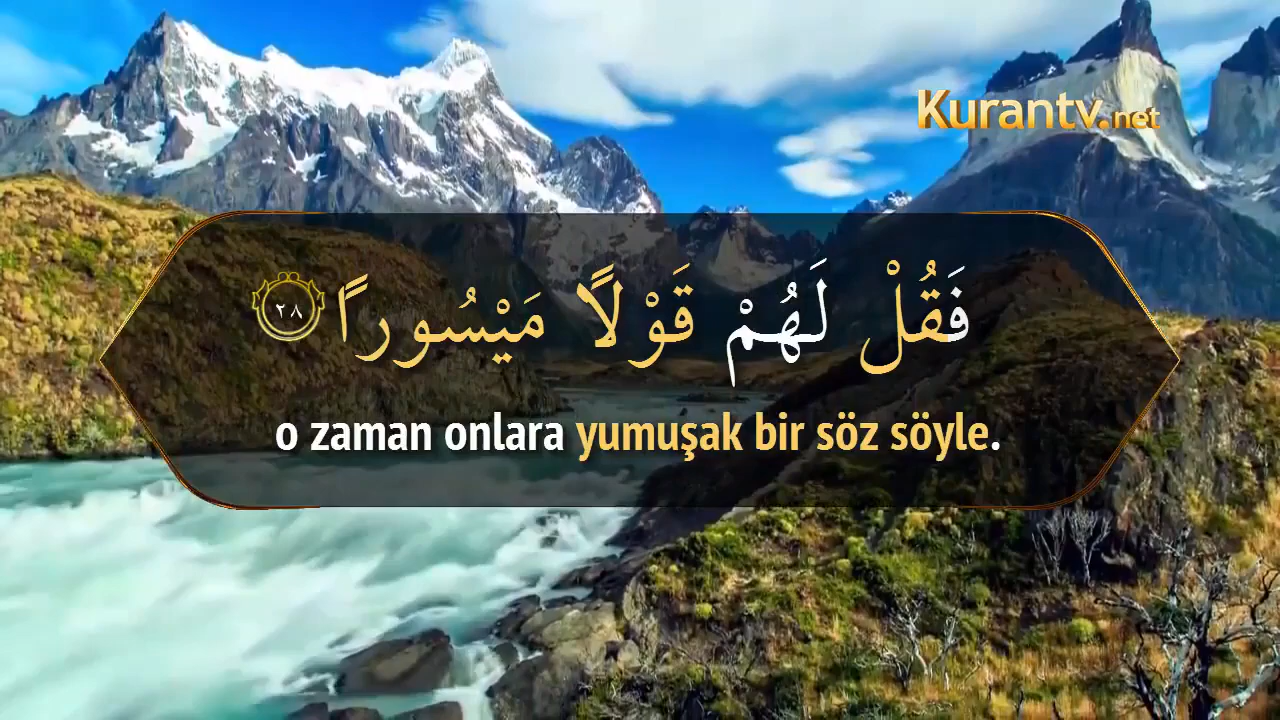 Kurantv.net
فَقُلْ لَهُمْ قَوْلًا مَيْسُورًا ٢٨
o zaman onlara yumuşak bir söz söyle.